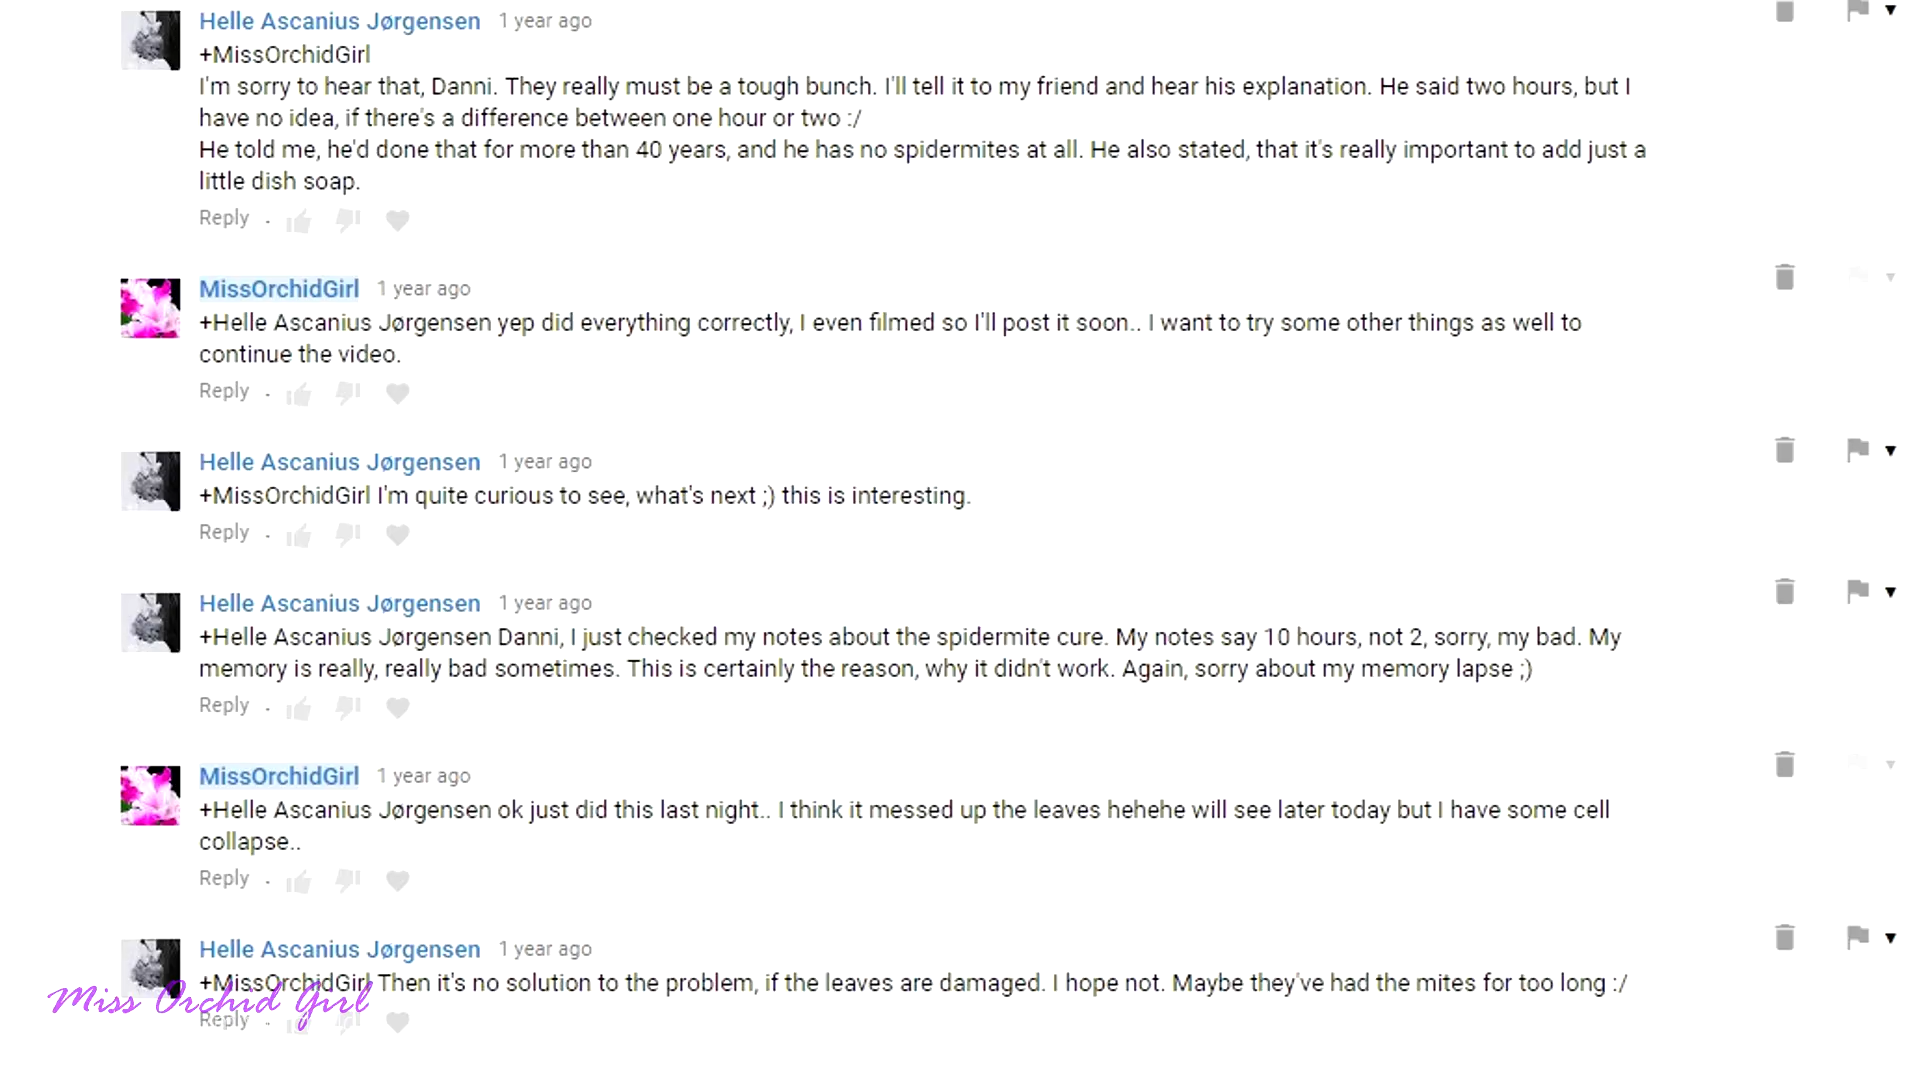 Helle Ascanius Jørgensen 1 year ago
+MissOrchidGirl
I'm sorry to hear that, Danni. They really must be a tough bunch. I'll tell it to my friend and hear his explanation. He said two hours, but I
have no idea, if there's a difference between one hour or two :/
He told me, he'd done that for more than 40 years, and he has no spidermites at all. He also stated, that it's really important to add just a
little dish soap.
Reply .
MissOrchidGirl 1 year ago
+Helle Ascanius Jørgensen yep did everything correctly, I even filmed so I'll post it soon.. I want to try some other things as well to
continue the video.
Reply .
Helle Ascanius Jørgensen 1 year ago
+MissOrchidGirl I'm quite curious to see, what's next ;) this is interesting.
Reply .
Helle Ascanius Jørgensen 1 year ago
+Helle Ascanius Jørgensen Danni, I just checked my notes about the spidermite cure. My notes say 10 hours, not 2, sorry, my bad. My
memory is really, really bad sometimes. This is certainly the reason, why it didn't work. Again, sorry about my memory lapse ;)
Reply .
MissOrchidGirl 1 year ago
+Helle Ascanius Jørgensen ok just did this last night.. I think it messed up the leaves hehehe will see later today but I have some cell
collapse..
Reply .
Helle Ascanius Jørgensen 1 year ago
+MissOrchidGirl Then it's no solution to the problem, if the leaves are damaged. I hope not. Maybe they've had the mites for too long :/
Miss Orchid Girl
Reply .